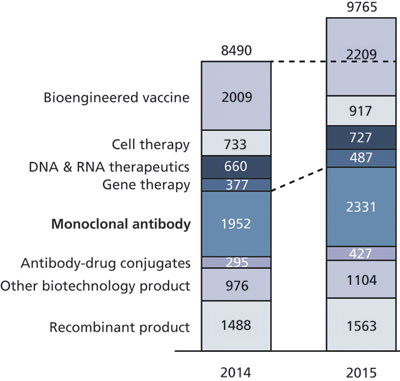 9765
8490
Bioengineered vaccine 2009 2209
Cell therapy 733 917
DNA & RNA therapeutics 660 727
Gene therapy 377 487
Monoclonal antibody 1952 2331
Antibody-drug conjugates 295 427
Other biotechnology product 976 1104
Recombinant product 1488 1563
2014 2015